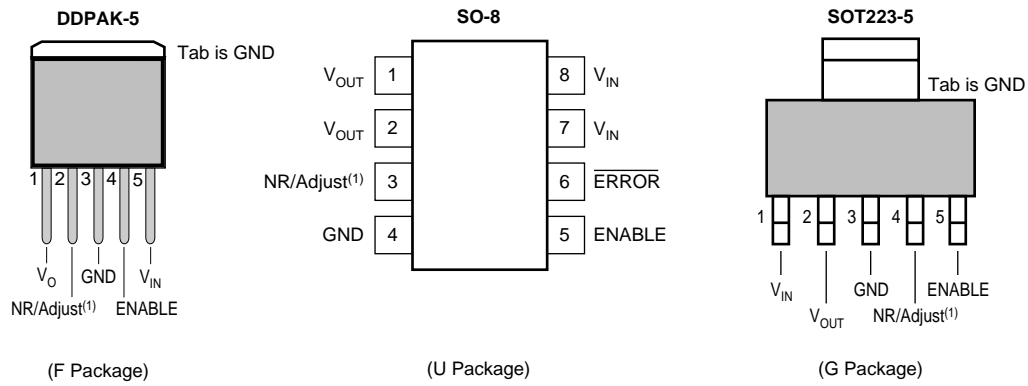 DDPAK-5
Tab is GND
1 2 3 4 5
V_O GND V_IN
NR/Adjust(1) ENABLE
(F Package)
SO-8
V_OUT 1 8 V_IN
V_OUT 2 7 V_IN
NR/Adjust(1) 3 6 E̅R̅R̅O̅R̅
GND 4 5 ENABLE
(U Package)
SOT223-5
Tab is GND
1 2 3 4 5
V_IN GND ENABLE
V_OUT NR/Adjust(1)
(G Package)